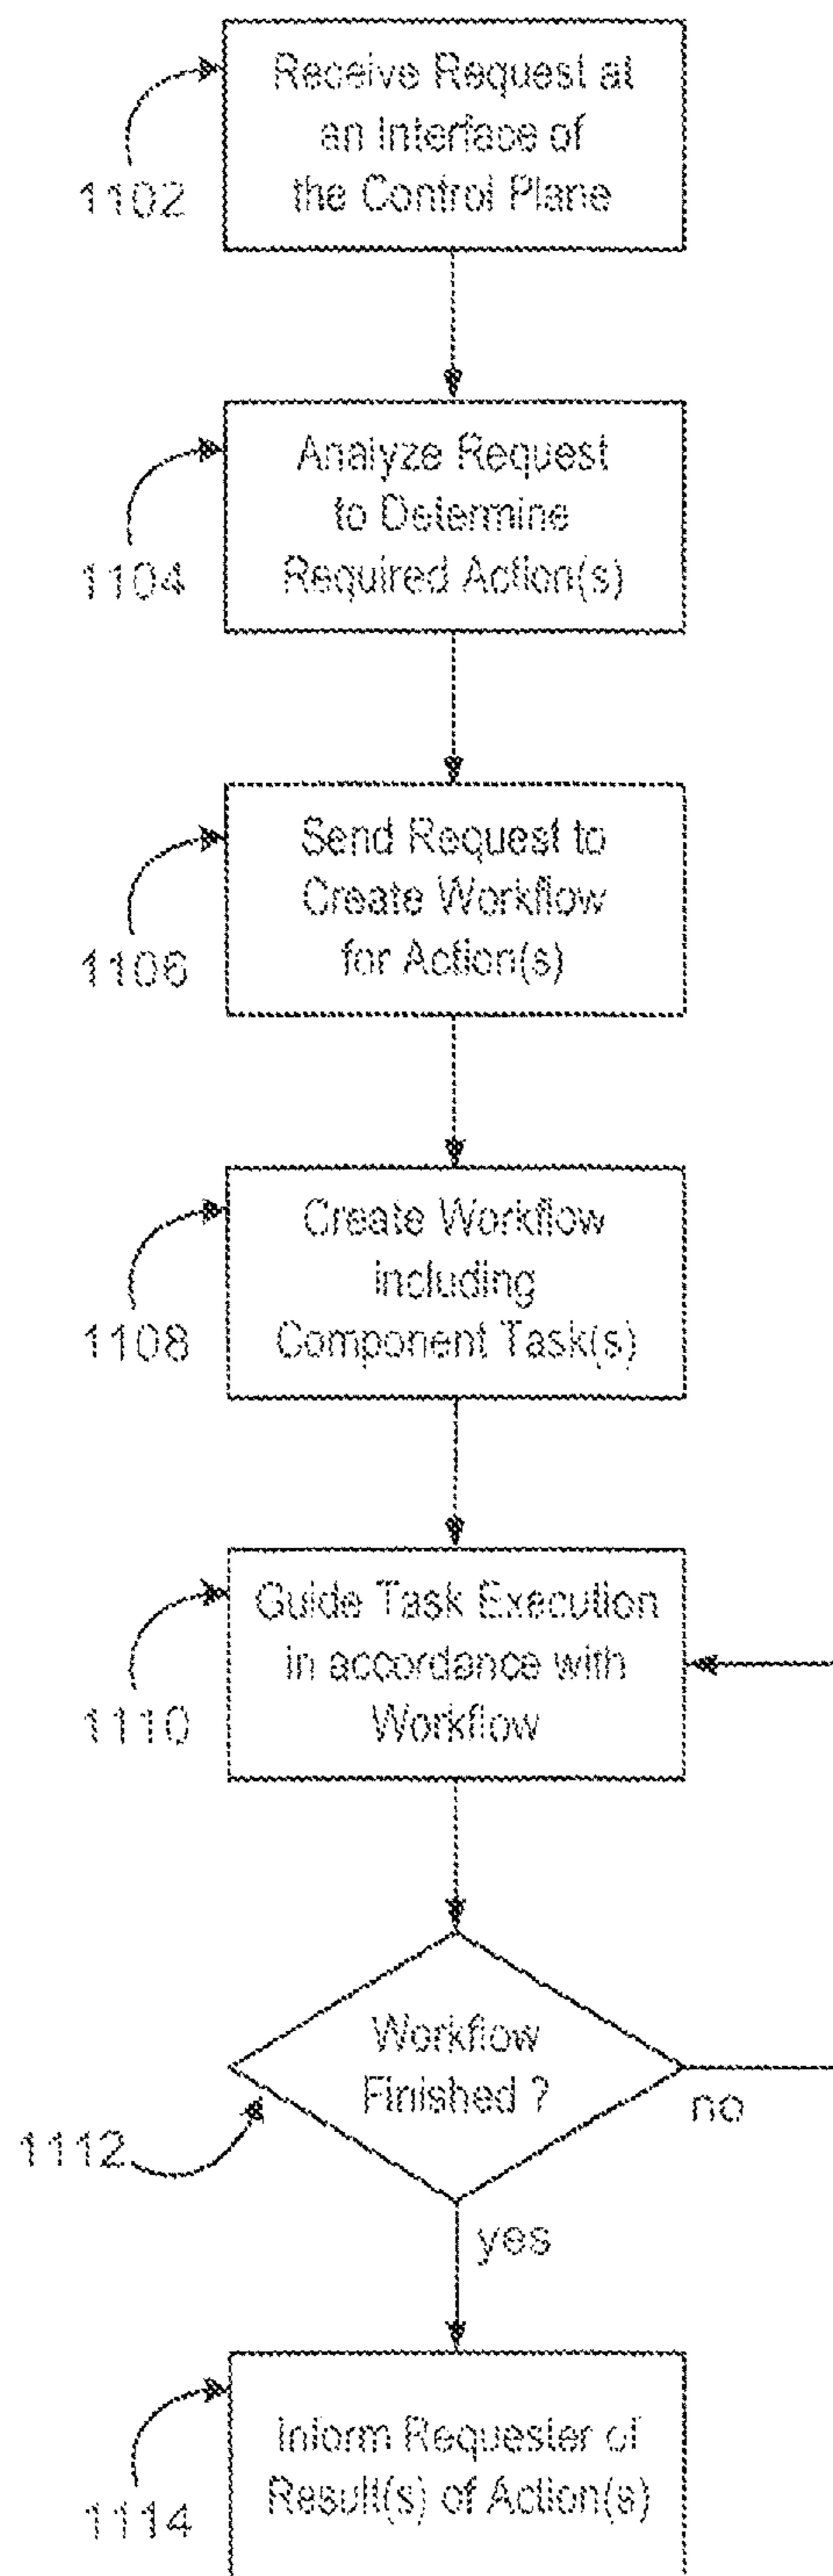 Receive Request at
an Interface of
the Control Plane
1102
Analyze Request
to Determine
Required Action(s)
1104
Send Request to
Create Workflow
for Action(s)
1106
Create Workflow
including
Component Task(s)
1108
Guide Task Execution
in accordance with
Workflow
1110
Workflow
Finished ?
no
1112
yes
Inform Requester of
Result(s) of Action(s)
1114